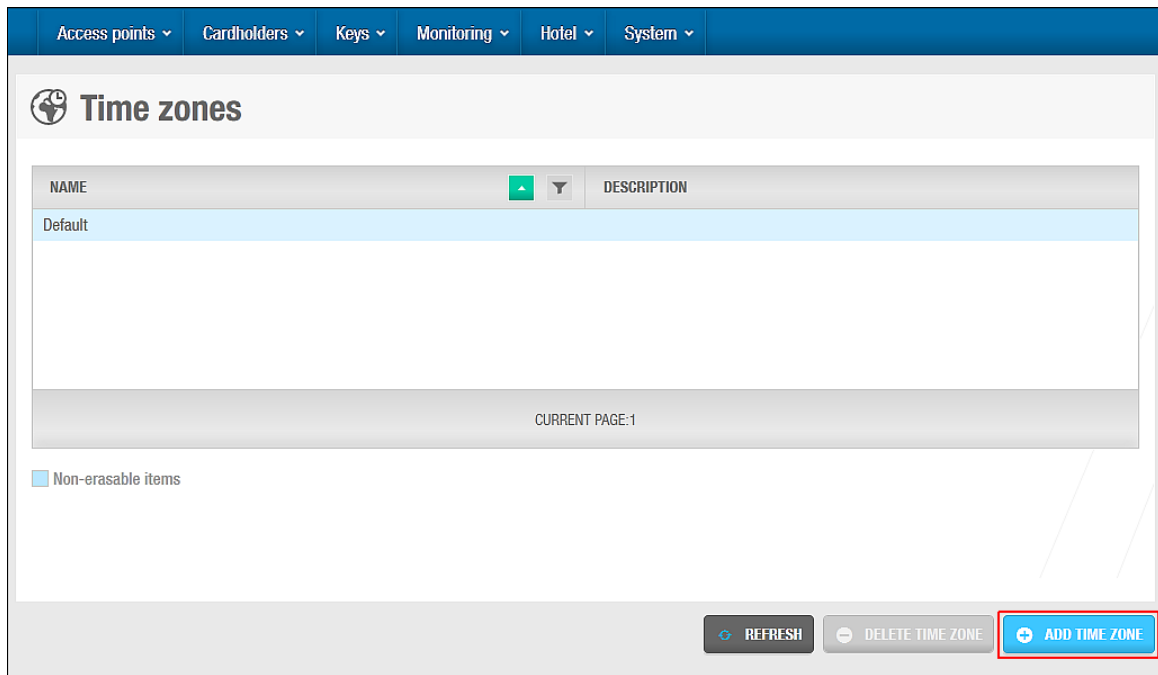 Access points Cardholders Keys Monitoring Hotel System
Time zones
NAME DESCRIPTION
Default
CURRENT PAGE:1
Non-erasable items
REFRESH DELETE TIME ZONE ADD TIME ZONE